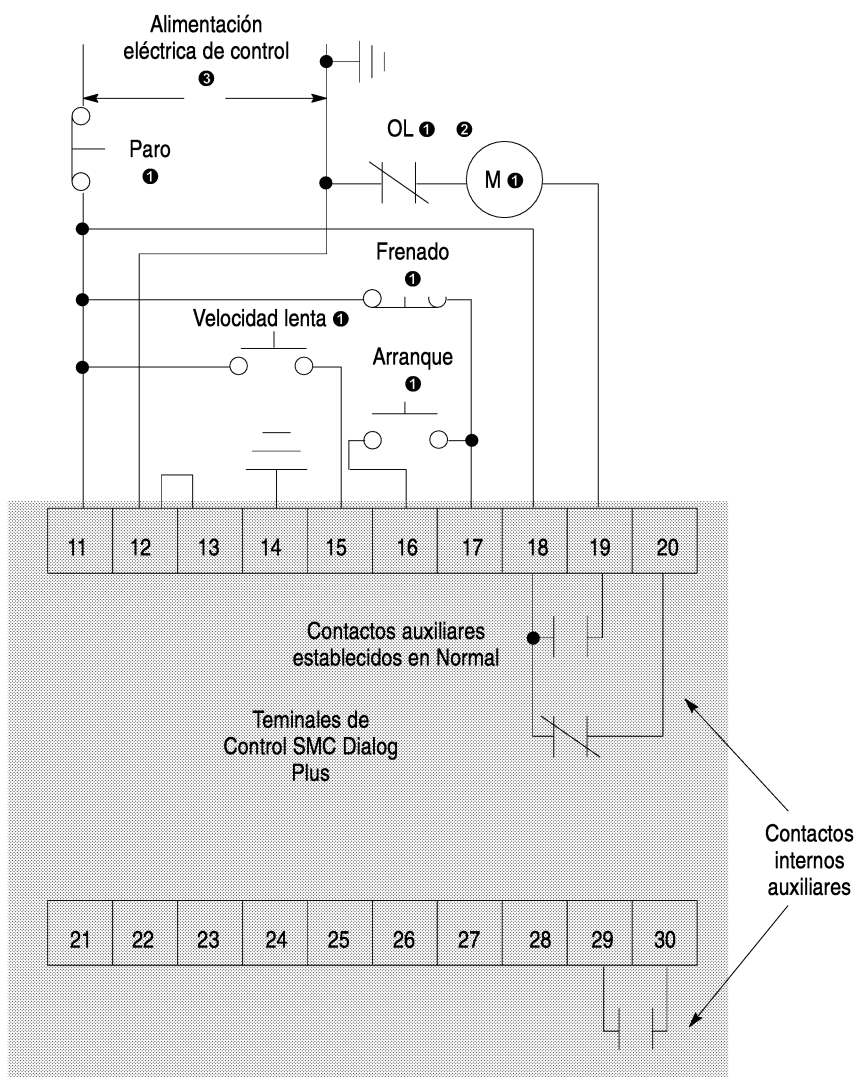 Alimentación
eléctrica de control
❸
OL ❶ ❷
Paro
❶
M ❶
Frenado
❶
Velocidad lenta ❶
Arranque
❶
11 12 13 14 15 16 17 18 19 20
Contactos auxiliares
establecidos en Normal
Teminales de
Control SMC Dialog
Plus
Contactos
internos
auxiliares
21 22 23 24 25 26 27 28 29 30